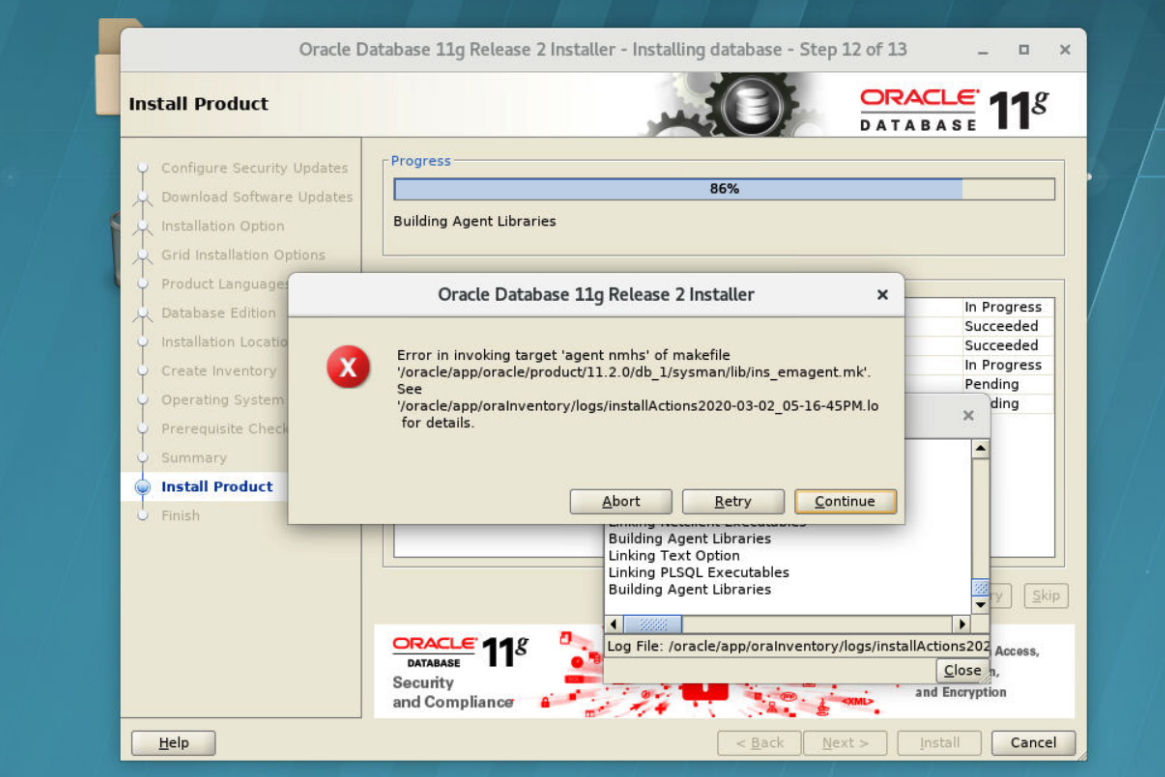 Oracle Database 11g Release 2 Installer - Installing database - Step 12 of 13
Install Product
ORACLE
DATABASE
11g
Configure Security Updates
Download Software Updates
Installation Option
Grid Installation Options
Product Languages
Database Edition
Installation Locatio
Create Inventory
Operating System
Prerequisite Check
Summary
Install Product
Finish
Progress
86%
Building Agent Libraries
In Progress
Succeeded
Succeeded
In Progress
Pending
ding
Oracle Database 11g Release 2 Installer
Error in invoking target 'agent nmhs' of makefile
'/oracle/app/oracle/product/11.2.0/db_1/sysman/lib/ins_emagent.mk'.
See
'/oracle/app/oraInventory/logs/installActions2020-03-02_05-16-45PM.lo
for details.
Abort
Retry
Continue
Linking Netclient Executables
Building Agent Libraries
Linking Text Option
Linking PLSQL Executables
Building Agent Libraries
Log File: /oracle/app/oraInventory/logs/installActions202
Close
ry
Skip
ORACLE
DATABASE
11g
Security
and Compliance
<XML>
Access,
n,
and Encryption
Help
< Back
Next >
Install
Cancel